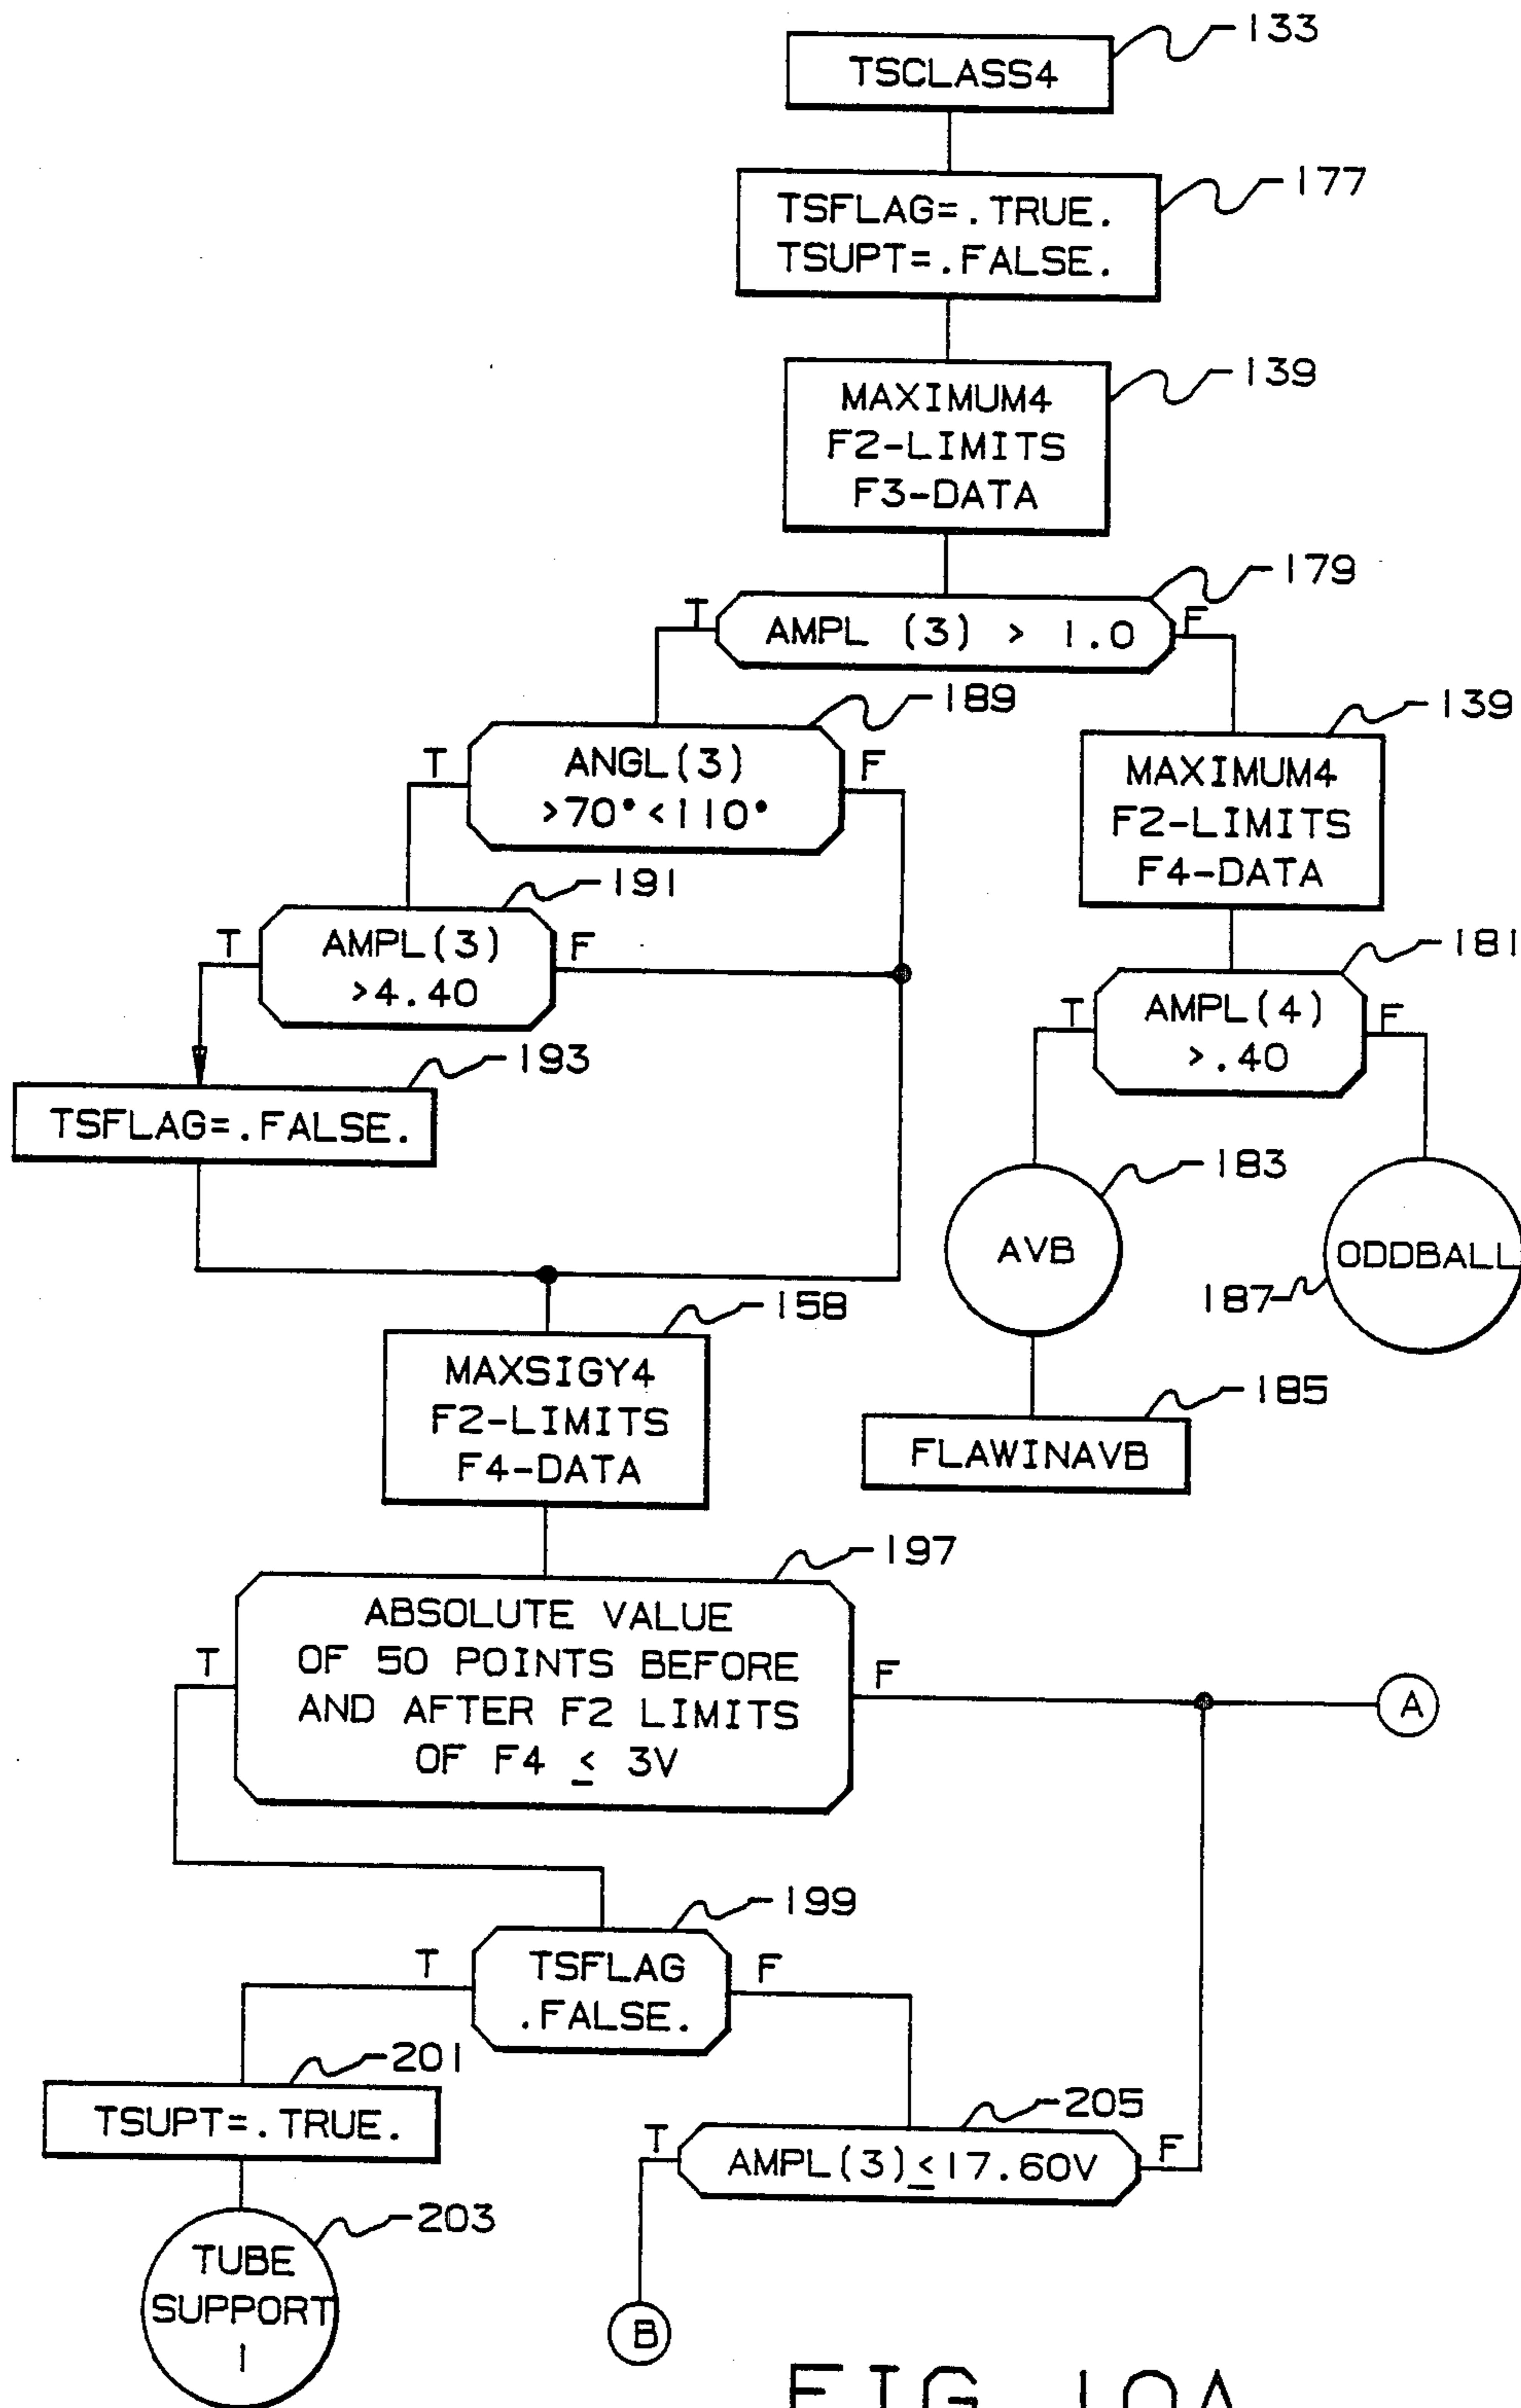 133
TSCLASS4
177
TSFLAG=.TRUE.
TSUPT=.FALSE.
139
MAXIMUM4
F2-LIMITS
F3-DATA
179
T
AMPL (3) > 1.0
F
189
T
ANGL(3)
>70°<110°
F
139
MAXIMUM4
F2-LIMITS
F4-DATA
191
T
AMPL(3)
>4.40
F
181
T
AMPL(4)
>.40
F
193
TSFLAG=.FALSE.
183
AVB
ODDBALL
187
158
MAXSIGY4
F2-LIMITS
F4-DATA
185
FLAWINAVB
197
T
ABSOLUTE VALUE
OF 50 POINTS BEFORE
AND AFTER F2 LIMITS
OF F4 ≤ 3V
F
A
199
T
TSFLAG
.FALSE.
F
201
TSUPT=.TRUE.
205
T
AMPL(3)≤17.60V
F
203
TUBE
SUPPORT
1
B
FIG. 10A